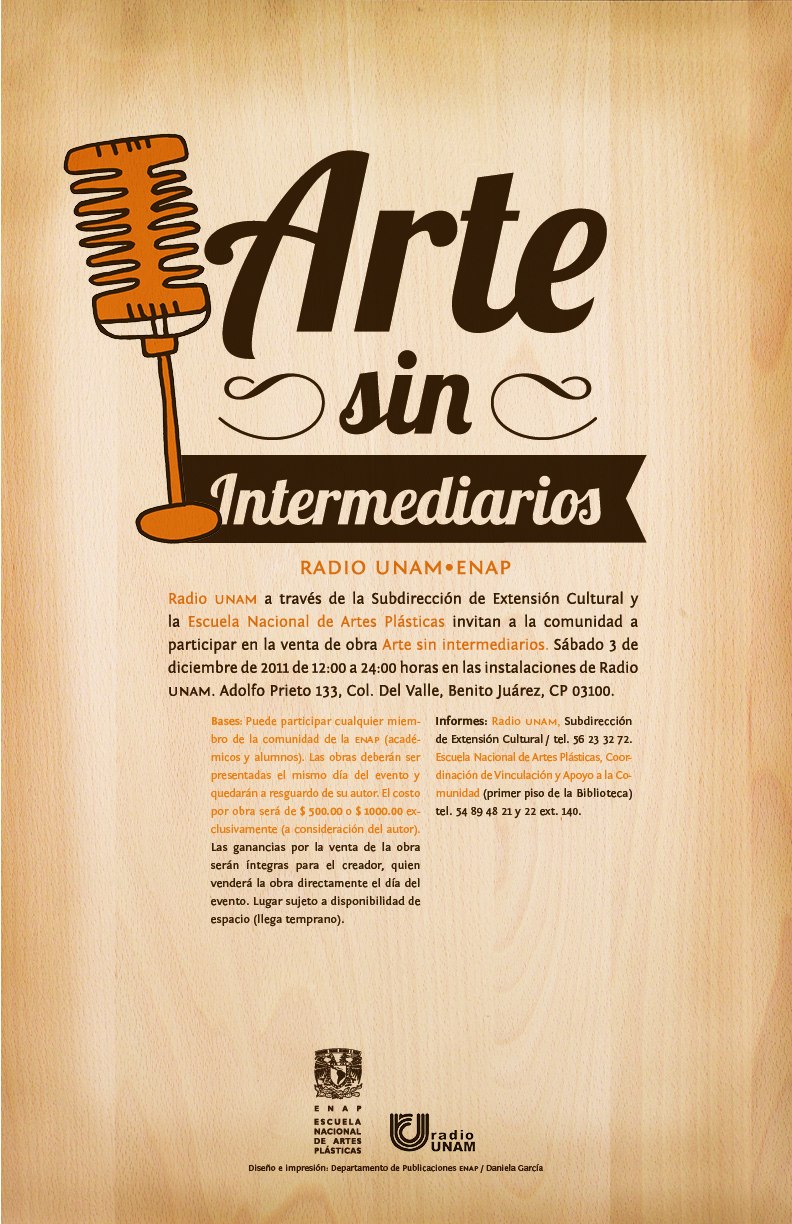 Arte
sin
Intermediarios
RADIO UNAM•ENAP
Radio UNAM a través de la Subdirección de Extensión Cultural y
la Escuela Nacional de Artes Plásticas invitan a la comunidad a
participar en la venta de obra Arte sin intermediarios. Sábado 3 de
diciembre de 2011 de 12:00 a 24:00 horas en las instalaciones de Radio
UNAM. Adolfo Prieto 133, Col. Del Valle, Benito Juárez, CP 03100.
Bases: Puede participar cualquier miem-
bro de la comunidad de la ENAP (acadé-
micos y alumnos). Las obras deberán ser
presentadas el mismo día del evento y
quedarán a resguardo de su autor. El costo
por obra será de $ 500.00 o $ 1000.00 ex-
clusivamente (a consideración del autor).
Las ganancias por la venta de la obra
serán íntegras para el creador, quien
venderá la obra directamente el día del
evento. Lugar sujeto a disponibilidad de
espacio (llega temprano).
Informes: Radio UNAM, Subdirección
de Extensión Cultural / tel. 56 23 32 72.
Escuela Nacional de Artes Plásticas, Coor-
dinación de Vinculación y Apoyo a la Co-
munidad (primer piso de la Biblioteca)
tel. 54 89 48 21 y 22 ext. 140.
ENAP
ESCUELA
NACIONAL
DE ARTES
PLÁSTICAS
radio
UNAM
Diseño e impresión: Departamento de Publicaciones ENAP / Daniela García